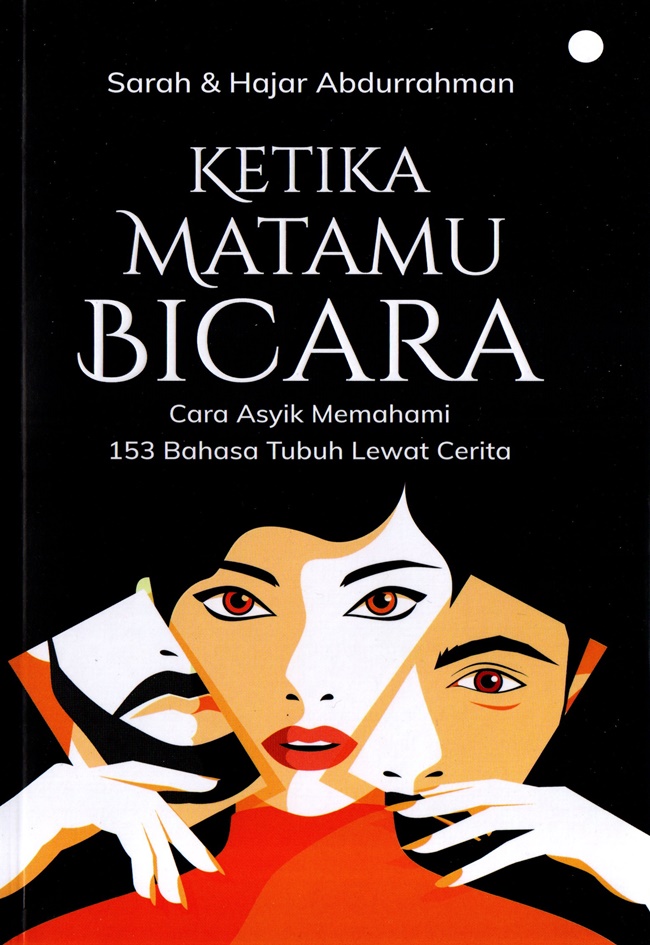 Sarah & Hajar Abdurrahman
KETIKA
MATAMU
BICARA
Cara Asyik Memahami
153 Bahasa Tubuh Lewat Cerita